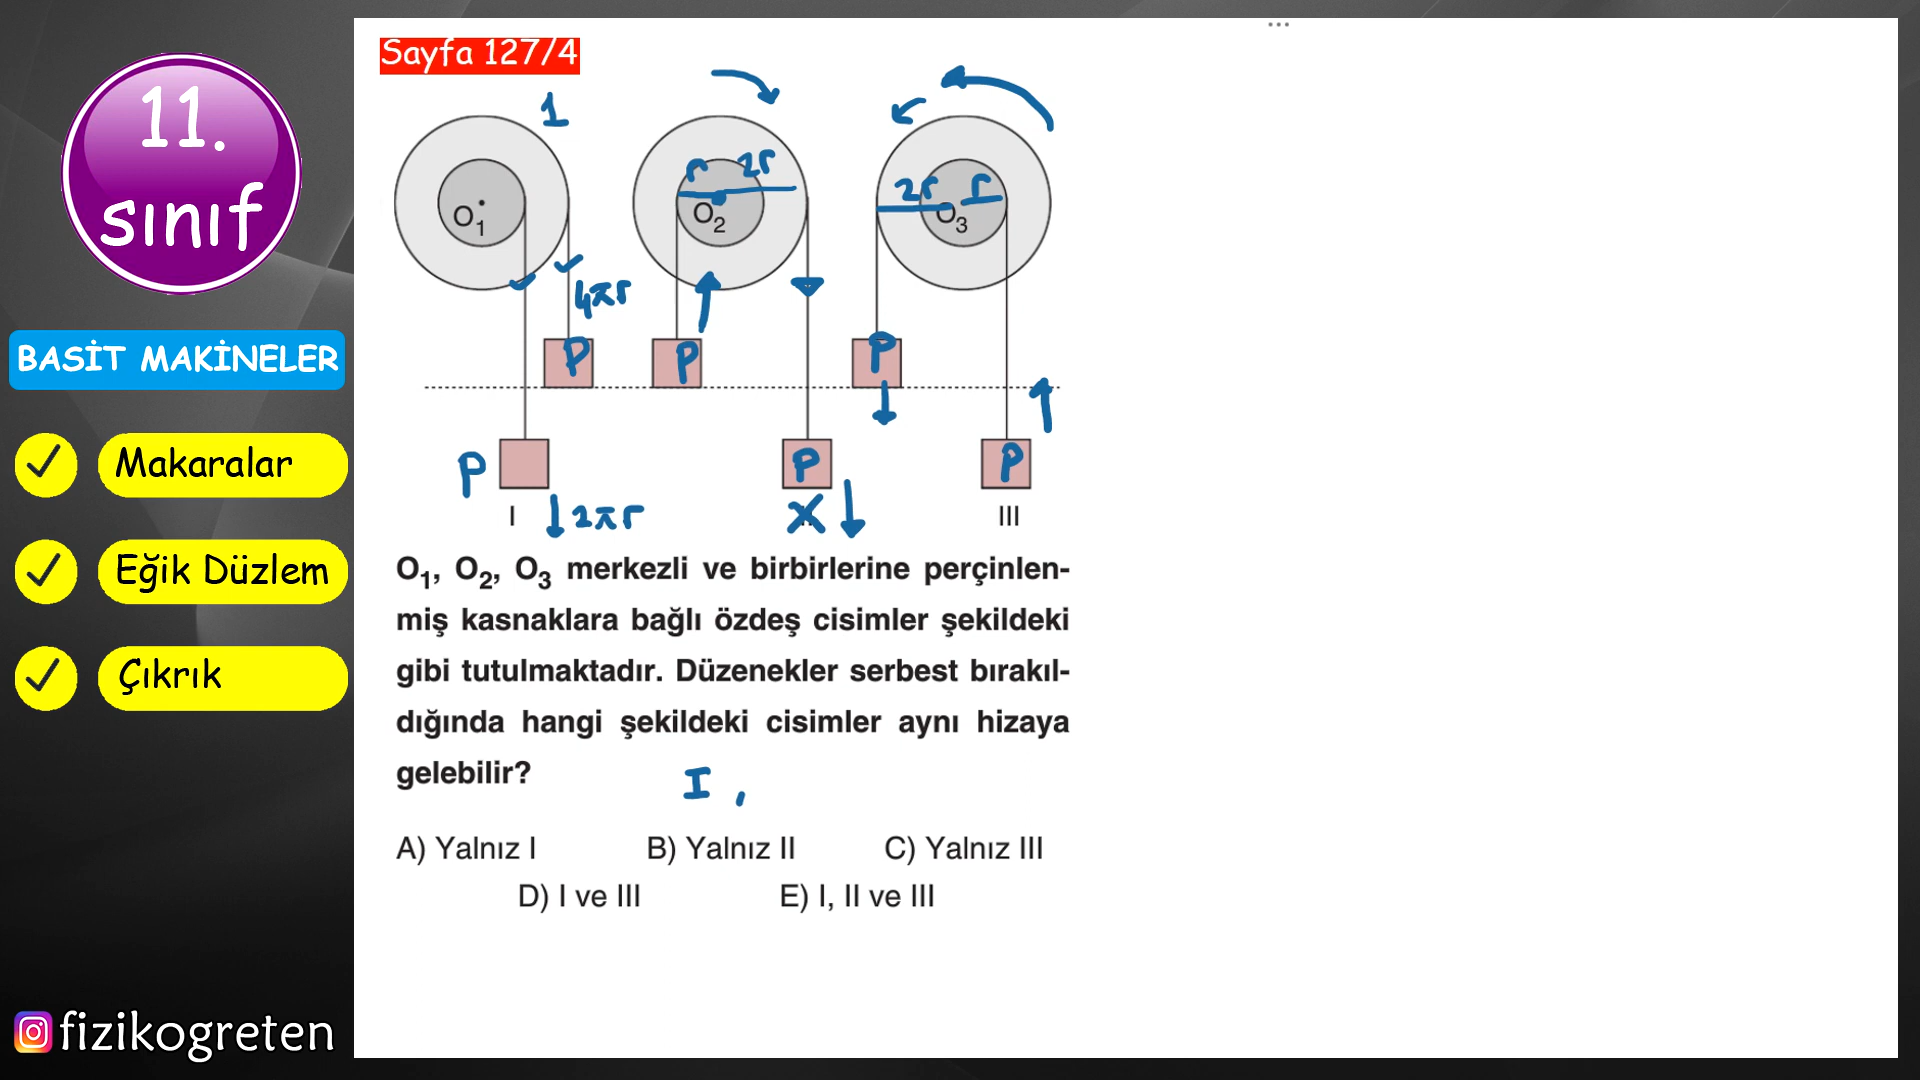 Sayfa 127/4
11.
sınıf
BASİT MAKİNELER
Makaralar
Eğik Düzlem
Çıkrık
fizikogreten
1
r 2r
2r r
O1
O2
O3
4πr
P P P
P P P
I 2πr X III
O1, O2, O3 merkezli ve birbirlerine perçinlen-
miş kasnaklara bağlı özdeş cisimler şekildeki
gibi tutulmaktadır. Düzenekler serbest bırakıl-
dığında hangi şekildeki cisimler aynı hizaya
gelebilir?
I ,
A) Yalnız I B) Yalnız II C) Yalnız III
D) I ve III E) I, II ve III